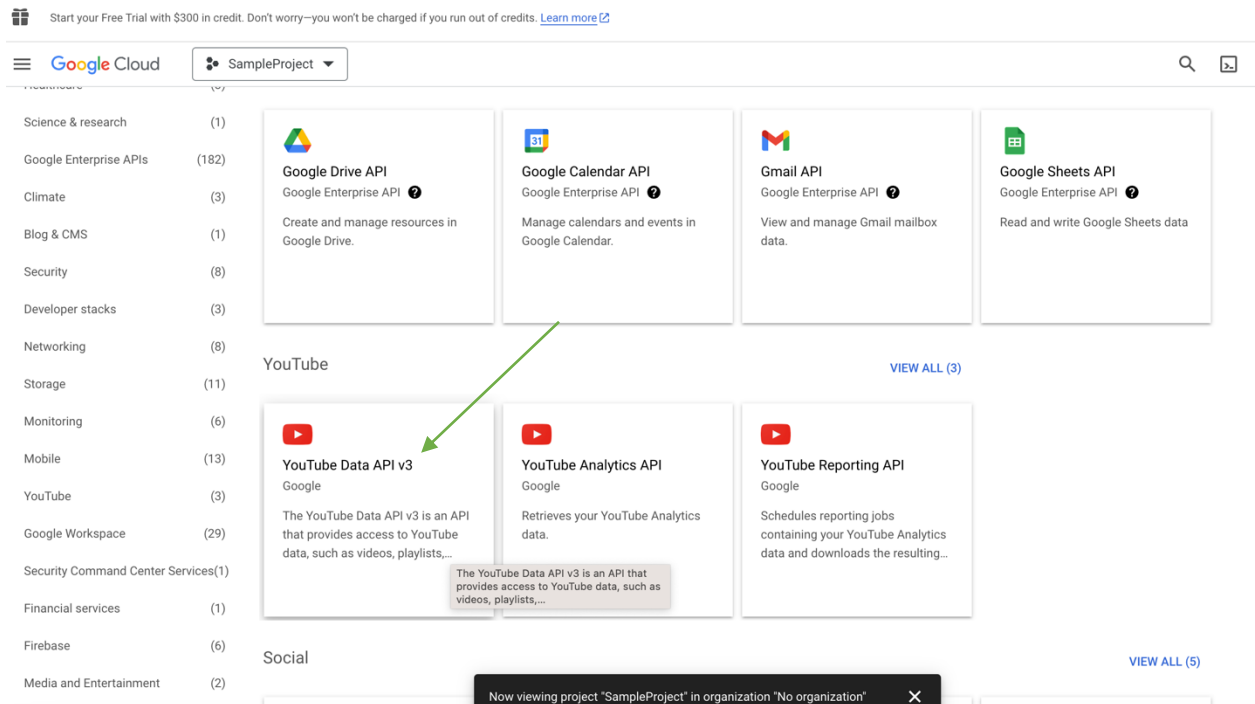 Start your Free Trial with $300 in credit. Don't worry—you won't be charged if you run out of credits. Learn more
Google Cloud
SampleProject
Healthcare
Science & research (1)
Google Enterprise APIs (182)
Climate (3)
Blog & CMS (1)
Security (8)
Developer stacks (3)
Networking (8)
Storage (11)
Monitoring (6)
Mobile (13)
YouTube (3)
Google Workspace (29)
Security Command Center Services(1)
Financial services (1)
Firebase (6)
Media and Entertainment (2)
Google Drive API
Google Enterprise API ?
Create and manage resources in
Google Drive.
31
Google Calendar API
Google Enterprise API ?
Manage calendars and events in
Google Calendar.
Gmail API
Google Enterprise API ?
View and manage Gmail mailbox
data.
Google Sheets API
Google Enterprise API ?
Read and write Google Sheets data
YouTube
VIEW ALL (3)
YouTube Data API v3
Google
The YouTube Data API v3 is an API
that provides access to YouTube
data, such as videos, playlists,...
YouTube Analytics API
Google
Retrieves your YouTube Analytics
data.
The YouTube Data API v3 is an API that
provides access to YouTube data, such as
videos, playlists,...
YouTube Reporting API
Google
Schedules reporting jobs
containing your YouTube Analytics
data and downloads the resulting...
Social
VIEW ALL (5)
Now viewing project "SampleProject" in organization "No organization"